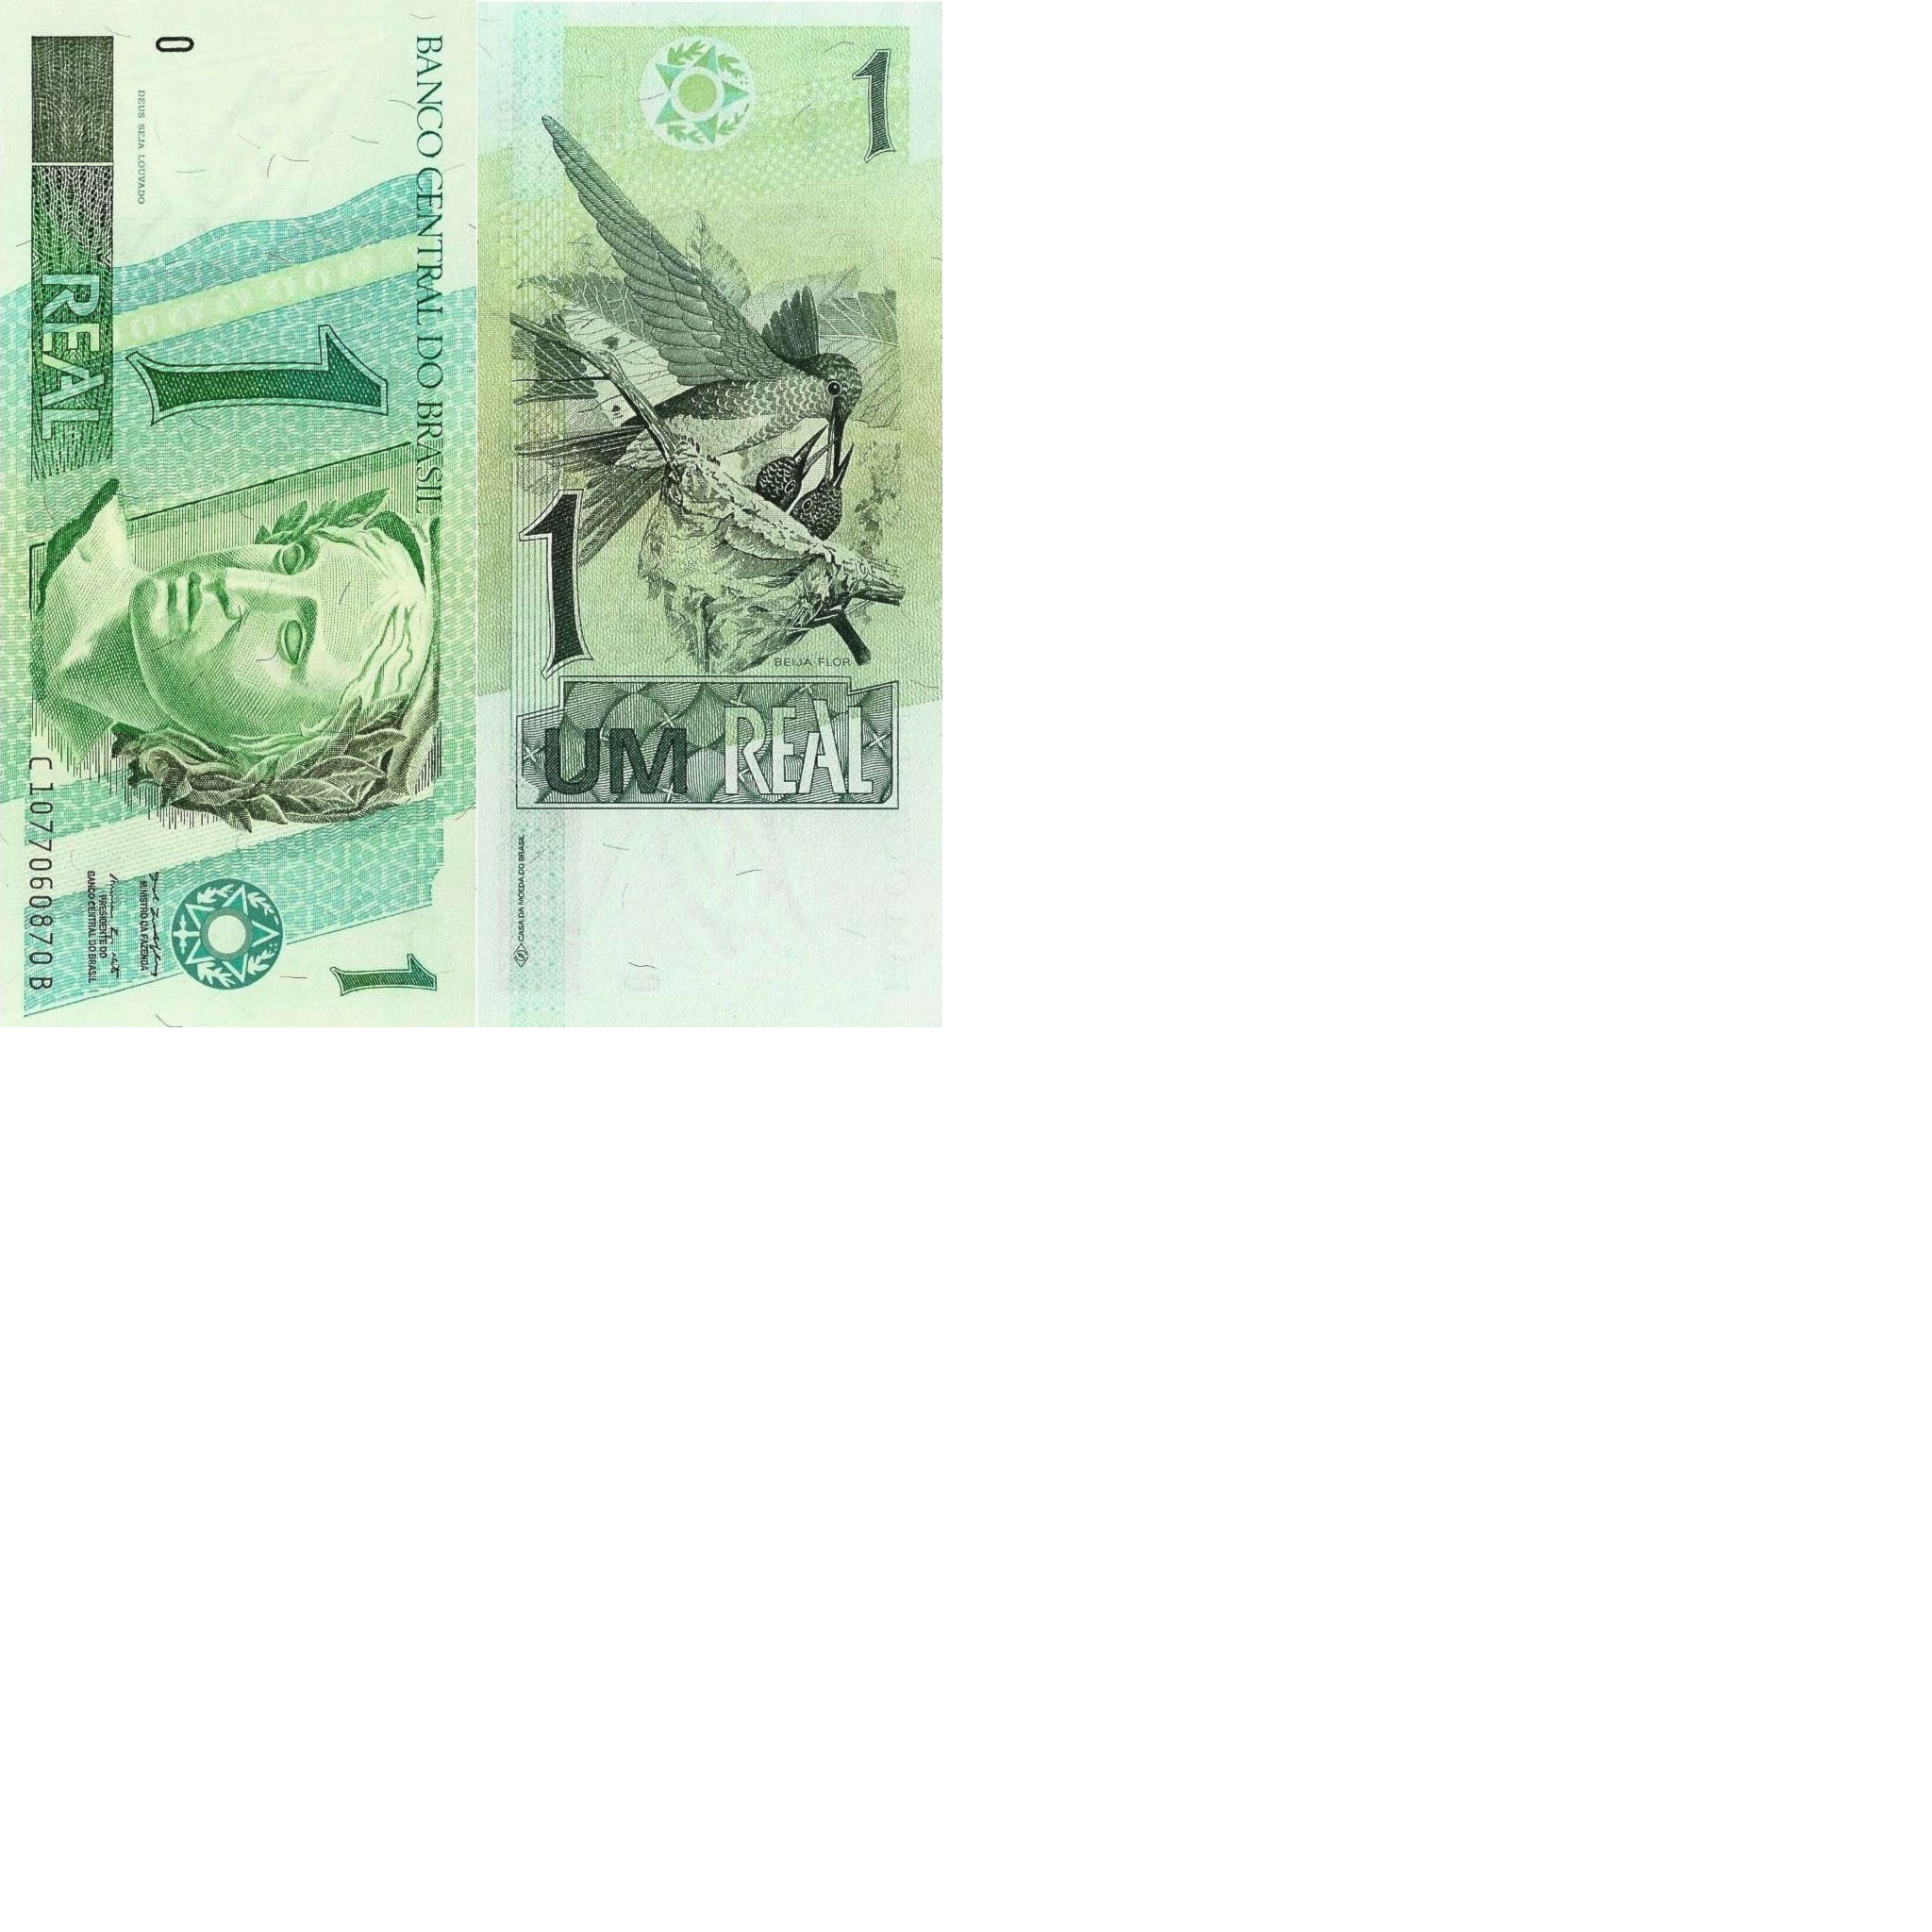 BANCO CENTRAL DO BRASIL
0
DEUS SEJA LOUVADO
1
REAL
1
MINISTRO DA FAZENDA
PRESIDENTE DO
BANCO CENTRAL DO BRASIL
C 1077060870 B
1
1
BEIJA-FLOR
UM REAL
CASA DA MOEDA DO BRASIL